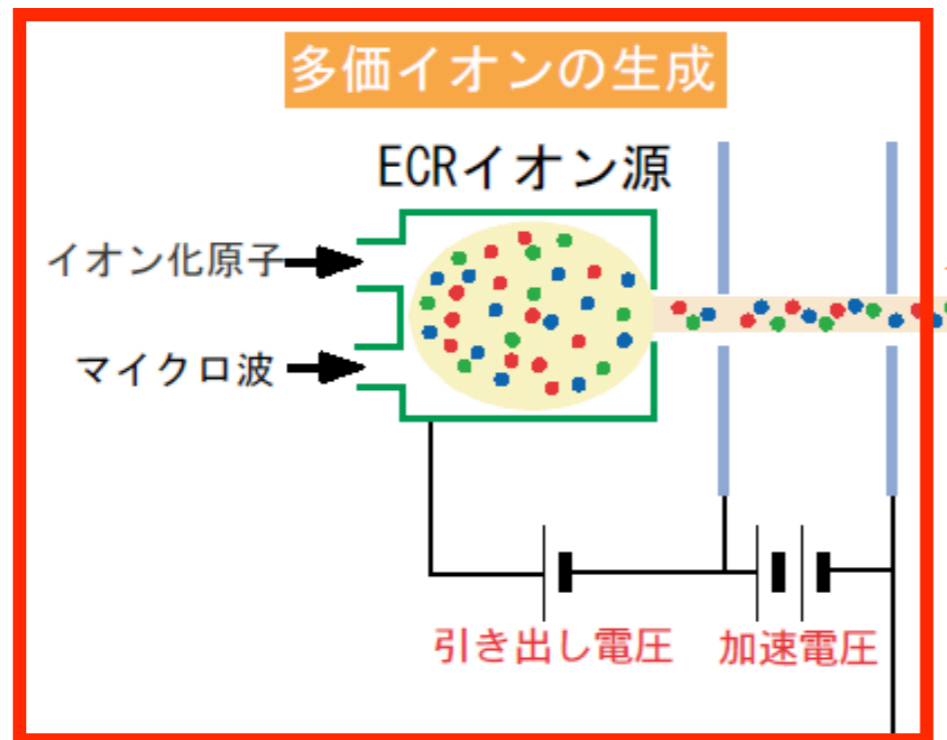 多価イオンの生成
ECRイオン源
イオン化原子
マイクロ波
引き出し電圧
加速電圧